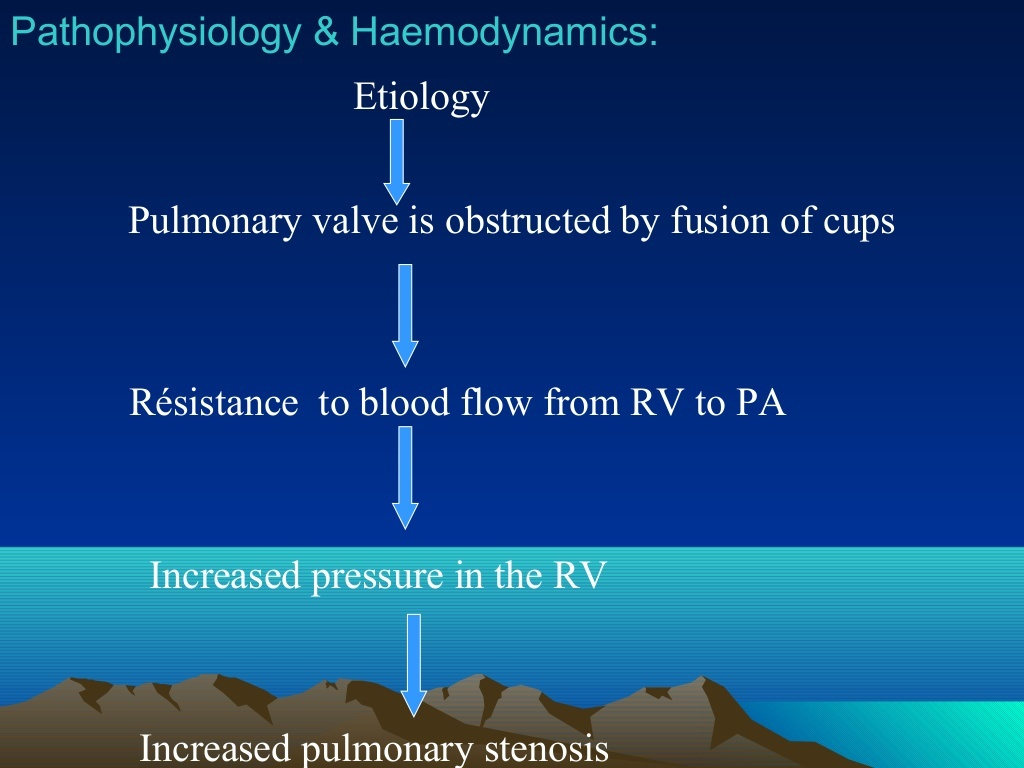 Pathophysiology & Haemodynamics:
Etiology
Pulmonary valve is obstructed by fusion of cups
Résistance  to blood flow from RV to PA
Increased pressure in the RV
Increased pulmonary stenosis